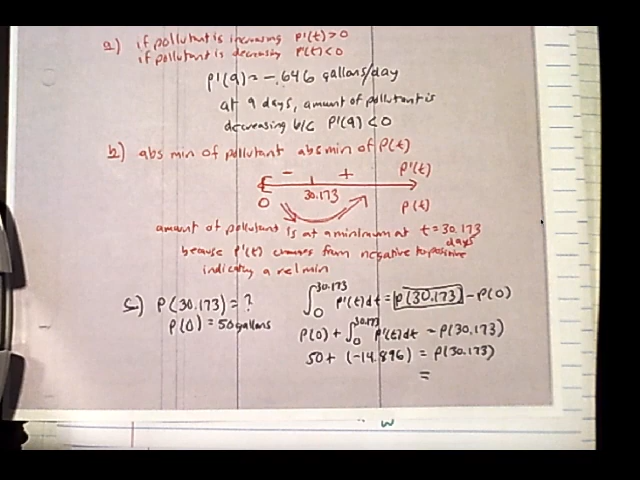 a) if pollutant is increasing P'(t) > 0
if pollutant is decreasing P'(t) < 0
P'(9) = -.646 gallons/day
at 9 days, amount of pollutant is
decreasing b/c P'(9) < 0
b) abs min of pollutant abs min of P(t)
- + P'(t)
0 30.173 P(t)
amount of pollutant is at a minimum at t = 30.173 days
because P'(t) changes from negative to positive
indicating a rel min
c) P(30.173) = ? ∫₀^30.173 P'(t)dt = P(30.173) - P(0)
P(0) = 50 gallons P(0) + ∫₀^30.173 P'(t)dt = P(30.173)
50 + (-14.896) = P(30.173)
=
w